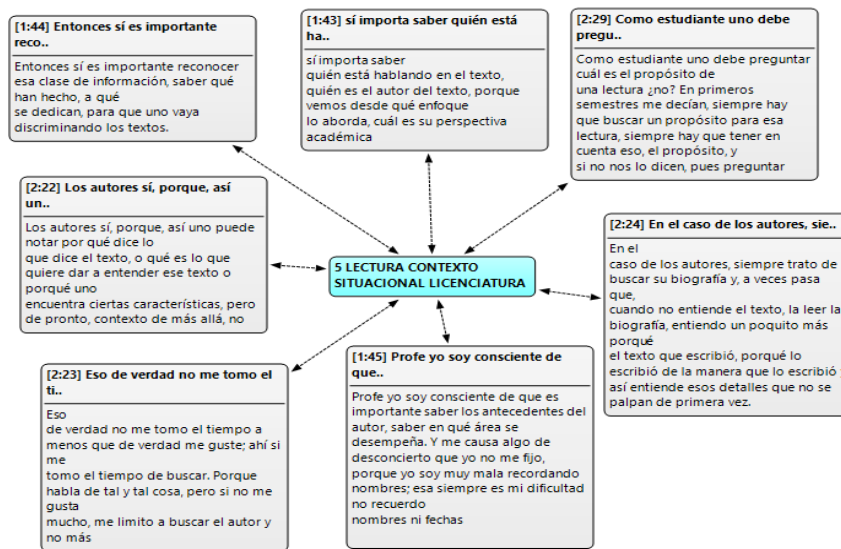 [1:44] Entonces sí es importante
reco..
Entonces sí es importante reconocer
esa clase de información, saber qué
han hecho, a qué
se dedican, para que uno vaya
discriminando los textos.
[1:43] sí importa saber quién está
ha..
sí importa saber
quién está hablando en el texto,
quién es el autor del texto, porque
vemos desde qué enfoque
lo aborda, cuál es su perspectiva
académica
[2:29] Como estudiante uno debe
pregu..
Como estudiante uno debe preguntar
cuál es el propósito de
una lectura ¿no? En primeros
semestres me decían, siempre hay
que buscar un propósito para esa
lectura, siempre hay que tener en
cuenta eso, el propósito, y
si no nos lo dicen, pues preguntar
[2:22] Los autores sí, porque, así
un..
Los autores sí, porque, así uno puede
notar por qué dice lo
que dice el texto, o qué es lo que
quiere dar a entender ese texto o
porqué uno
encuentra ciertas características, pero
de pronto, contexto de más allá, no
5 LECTURA CONTEXTO
SITUACIONAL LICENCIATURA
[2:24] En el caso de los autores, sie..
En el
caso de los autores, siempre trato de
buscar su biografía y, a veces pasa
que,
cuando no entiende el texto, la leer la
biografía, entiendo un poquito más
porqué
el texto que escribió, porqué lo
escribió de la manera que lo escribió
así entiende esos detalles que no se
palpan de primera vez.
[2:23] Eso de verdad no me tomo el
ti..
Eso
de verdad no me tomo el tiempo a
menos que de verdad me guste; ahí si
me
tomo el tiempo de buscar. Porque
habla de tal y tal cosa, pero si no me
gusta
mucho, me limito a buscar el autor y
no más
[1:45] Profe yo soy consciente de
que..
Profe yo soy consciente de que es
importante saber los antecedentes del
autor, saber en qué área se
desempeña. Y me causa algo de
desconcierto que yo no me fijo,
porque yo soy muy mala recordando
nombres; esa siempre es mi dificultad
no recuerdo
nombres ni fechas